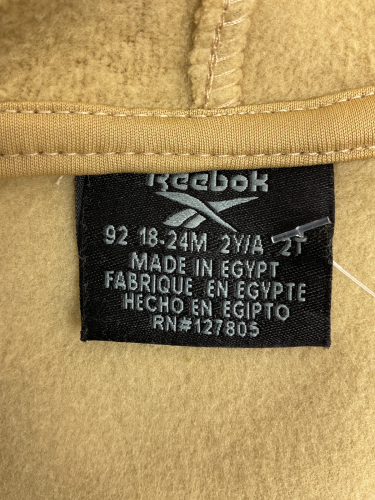 Reebok
92 18-24M 2Y/A 2T
MADE IN EGYPT
FABRIQUE EN EGYPTE
HECHO EN EGIPTO
RN#127805